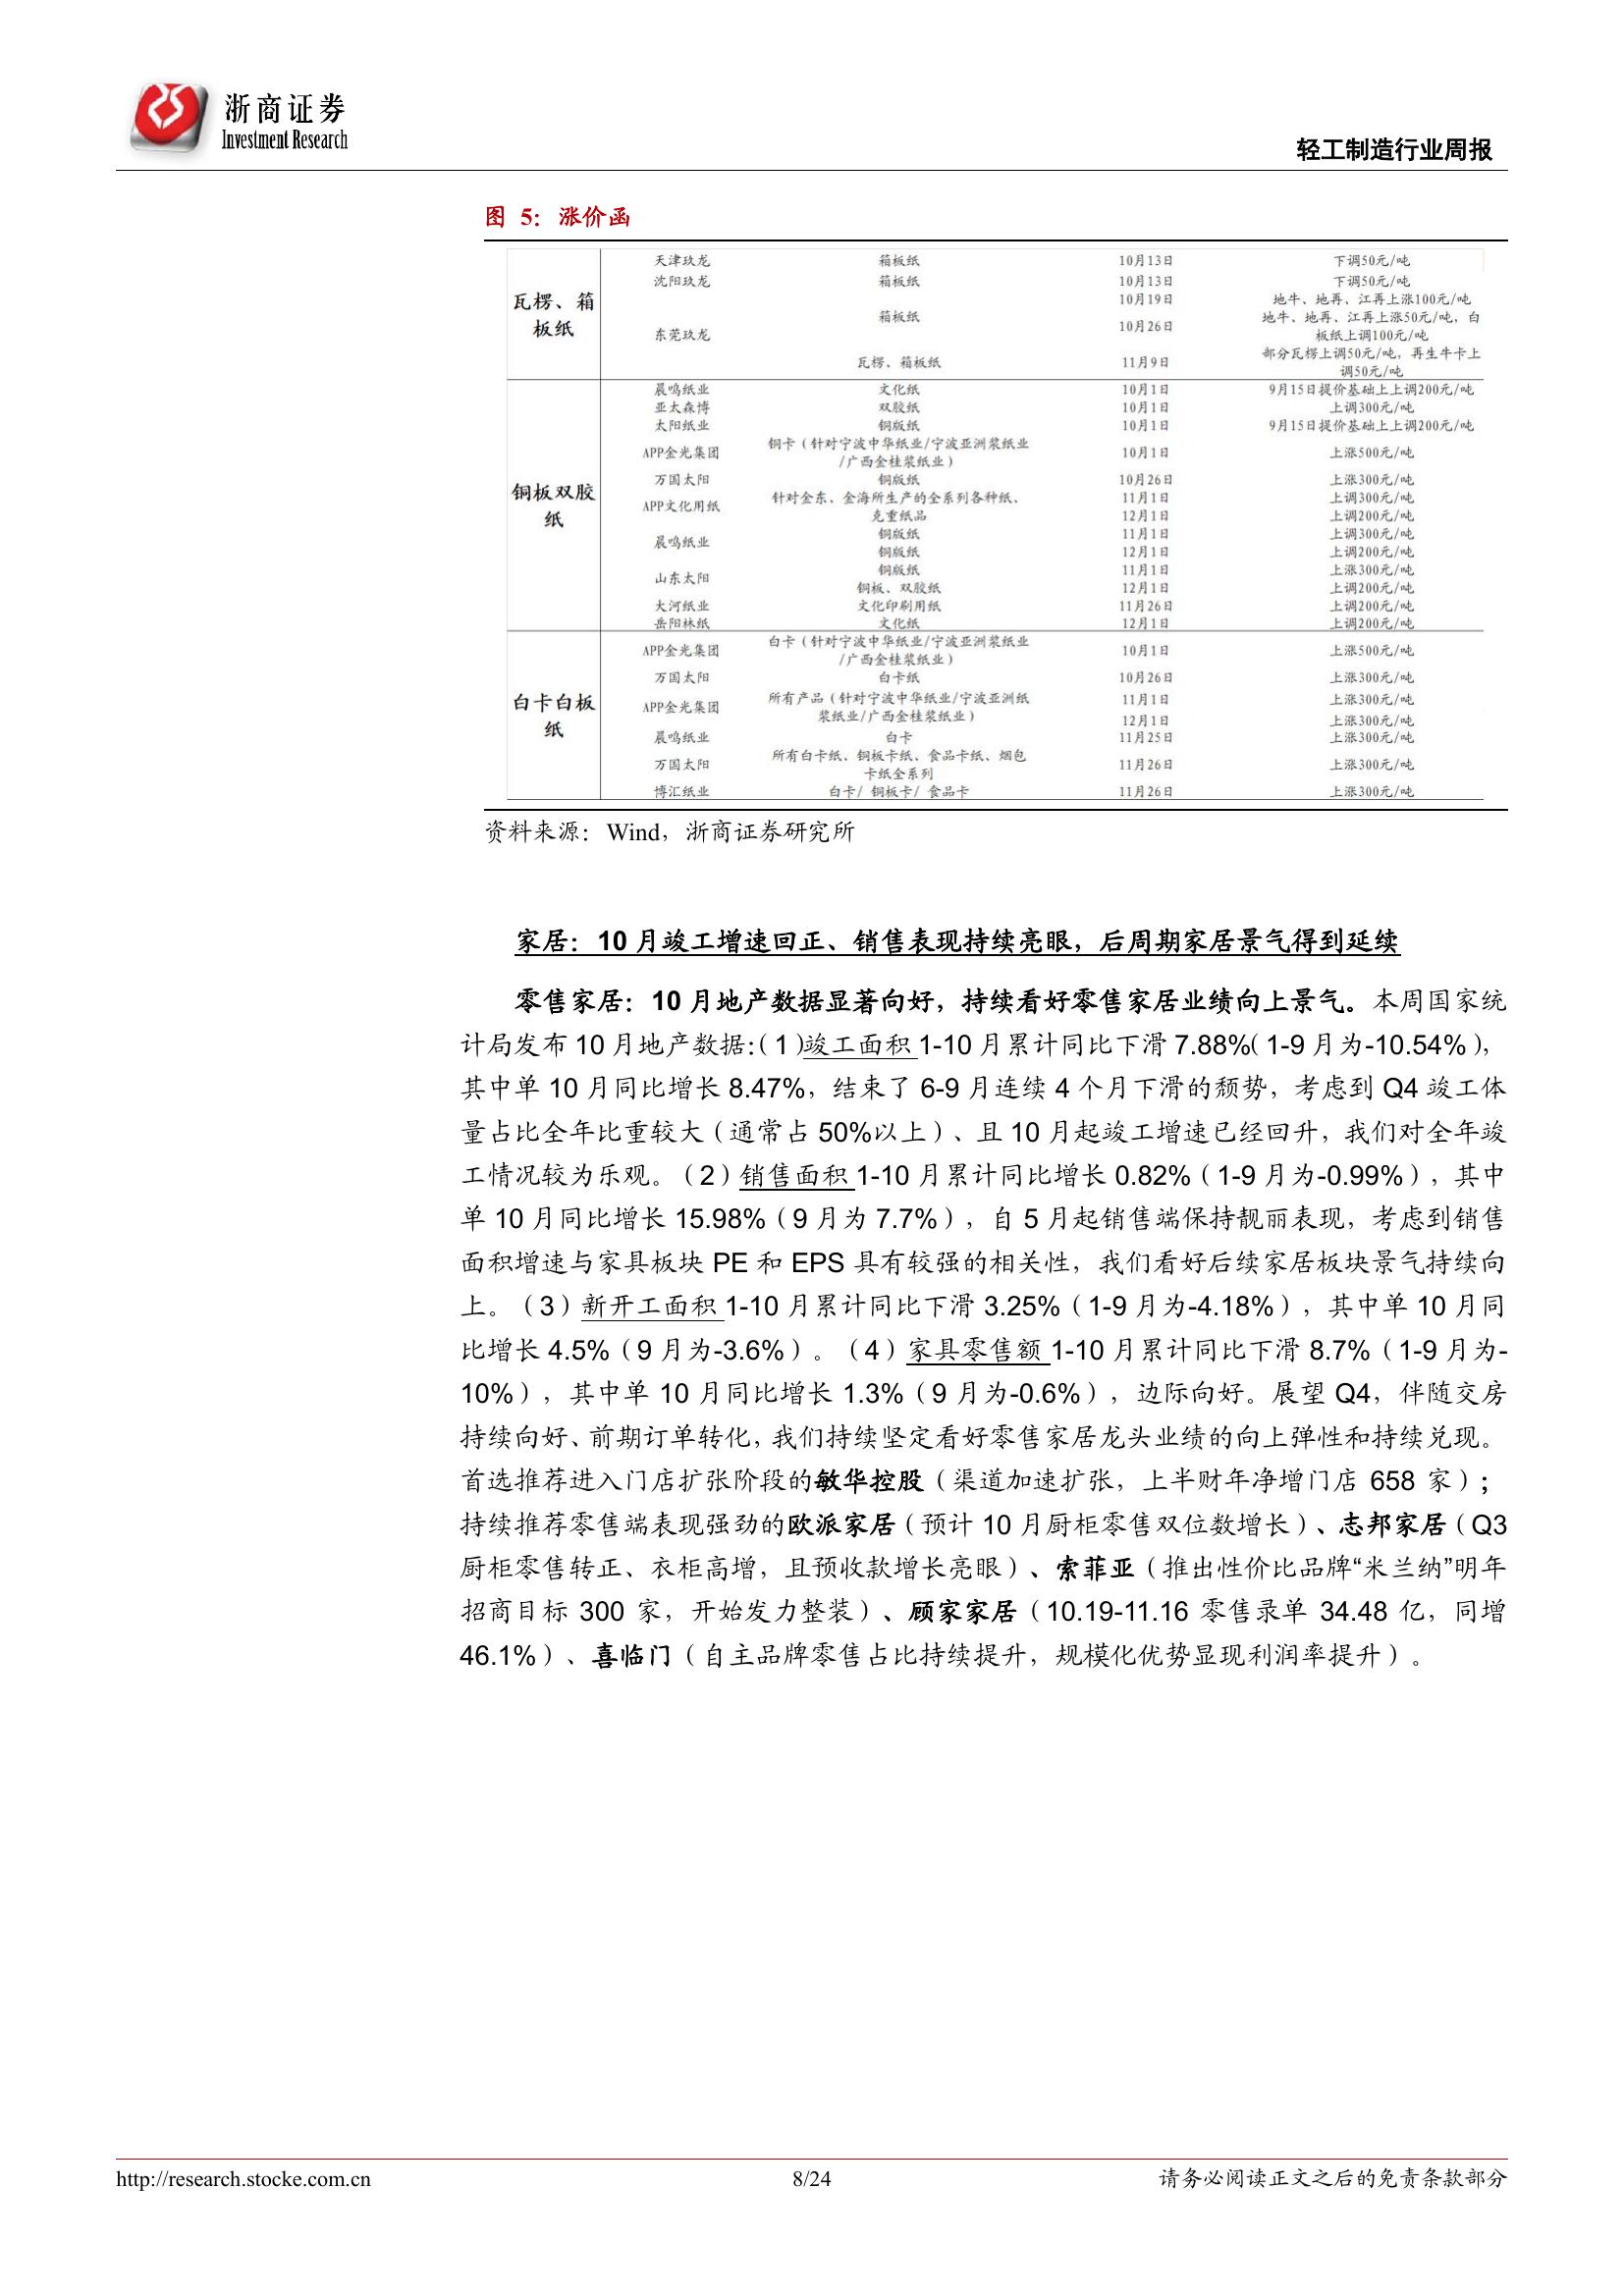 浙商证券
Investment Research
轻工制造行业周报
图 5：涨价函
瓦楞、箱板纸
天津玖龙 箱板纸 10月13日 下调50元/吨
沈阳玖龙 箱板纸 10月13日 下调50元/吨
东莞玖龙 箱板纸 10月19日 地牛、地再、江再上涨100元/吨
10月26日 地牛、地再、江再上涨50元/吨，白板纸上调100元/吨
瓦楞、箱板纸 11月9日 部分瓦楞上调50元/吨，再生牛卡上调50元/吨
铜板双胶纸
晨鸣纸业 文化纸 10月1日 9月15日提价基础上上调200元/吨
亚太森博 双胶纸 10月1日 上调300元/吨
太阳纸业 铜版纸 10月1日 9月15日提价基础上上调200元/吨
APP金光集团 铜卡（针对宁波中华纸业/宁波亚洲浆纸业/广西金桂浆纸业） 10月1日 上涨500元/吨
万国太阳 铜版纸 10月26日 上涨300元/吨
APP文化用纸 针对金东、金海所生产的全系列各种纸、克重纸品 11月1日 上调300元/吨
12月1日 上调200元/吨
晨鸣纸业 铜版纸 11月1日 上调300元/吨
铜版纸 12月1日 上调200元/吨
山东太阳 铜版纸 11月1日 上涨300元/吨
铜板、双胶纸 12月1日 上调200元/吨
大河纸业 文化印刷用纸 11月26日 上调200元/吨
岳阳林纸 文化纸 12月1日 上调200元/吨
白卡白板纸
APP金光集团 白卡（针对宁波中华纸业/宁波亚洲浆纸业/广西金桂浆纸业） 10月1日 上涨500元/吨
万国太阳 白卡纸 10月26日 上涨300元/吨
APP金光集团 所有产品（针对宁波中华纸业/宁波亚洲纸浆纸业/广西金桂浆纸业） 11月1日 上涨300元/吨
12月1日 上涨300元/吨
晨鸣纸业 白卡 11月25日 上涨300元/吨
万国太阳 所有白卡纸、铜板卡纸、食品卡纸、烟包卡纸全系列 11月26日 上涨300元/吨
博汇纸业 白卡/ 铜板卡/ 食品卡 11月26日 上涨300元/吨
资料来源：Wind，浙商证券研究所
家居：10 月竣工增速回正、销售表现持续亮眼，后周期家居景气得到延续
零售家居：10 月地产数据显著向好，持续看好零售家居业绩向上景气。本周国家统
计局发布 10 月地产数据：（1）竣工面积 1-10 月累计同比下滑 7.88%（1-9 月为-10.54%），
其中单 10 月同比增长 8.47%，结束了 6-9 月连续 4 个月下滑的颓势，考虑到 Q4 竣工体
量占比全年比重较大（通常占 50%以上）、且 10 月起竣工增速已经回升，我们对全年竣
工情况较为乐观。（2）销售面积 1-10 月累计同比增长 0.82%（1-9 月为-0.99%），其中
单 10 月同比增长 15.98%（9 月为 7.7%），自 5 月起销售端保持靓丽表现，考虑到销售
面积增速与家具板块 PE 和 EPS 具有较强的相关性，我们看好后续家居板块景气持续向
上。（3）新开工面积 1-10 月累计同比下滑 3.25%（1-9 月为-4.18%），其中单 10 月同
比增长 4.5%（9 月为-3.6%）。（4）家具零售额 1-10 月累计同比下滑 8.7%（1-9 月为-
10%），其中单 10 月同比增长 1.3%（9 月为-0.6%），边际向好。展望 Q4，伴随交房
持续向好、前期订单转化，我们持续坚定看好零售家居龙头业绩的向上弹性和持续兑现。
首选推荐进入门店扩张阶段的敏华控股（渠道加速扩张，上半财年净增门店 658 家）；
持续推荐零售端表现强劲的欧派家居（预计 10 月厨柜零售双位数增长）、志邦家居（Q3
厨柜零售转正、衣柜高增，且预收款增长亮眼）、索菲亚（推出性价比品牌“米兰纳”明年
招商目标 300 家，开始发力整装）、顾家家居（10.19-11.16 零售录单 34.48 亿，同增
46.1%）、喜临门（自主品牌零售占比持续提升，规模化优势显现利润率提升）。
http://research.stocke.com.cn
8/24
请务必阅读正文之后的免责条款部分